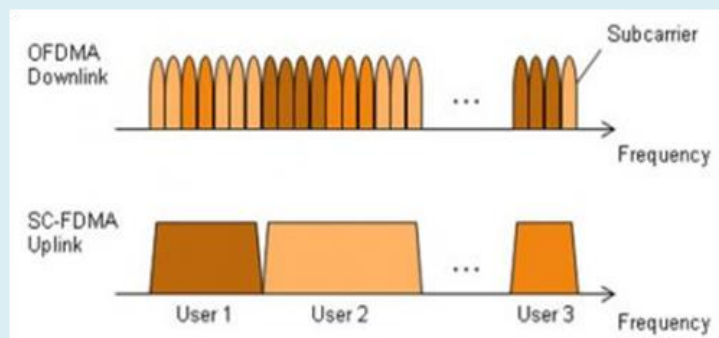 OFDMA
Downlink
Subcarrier
...
Frequency
SC-FDMA
Uplink
...
User 1
User 2
User 3
Frequency